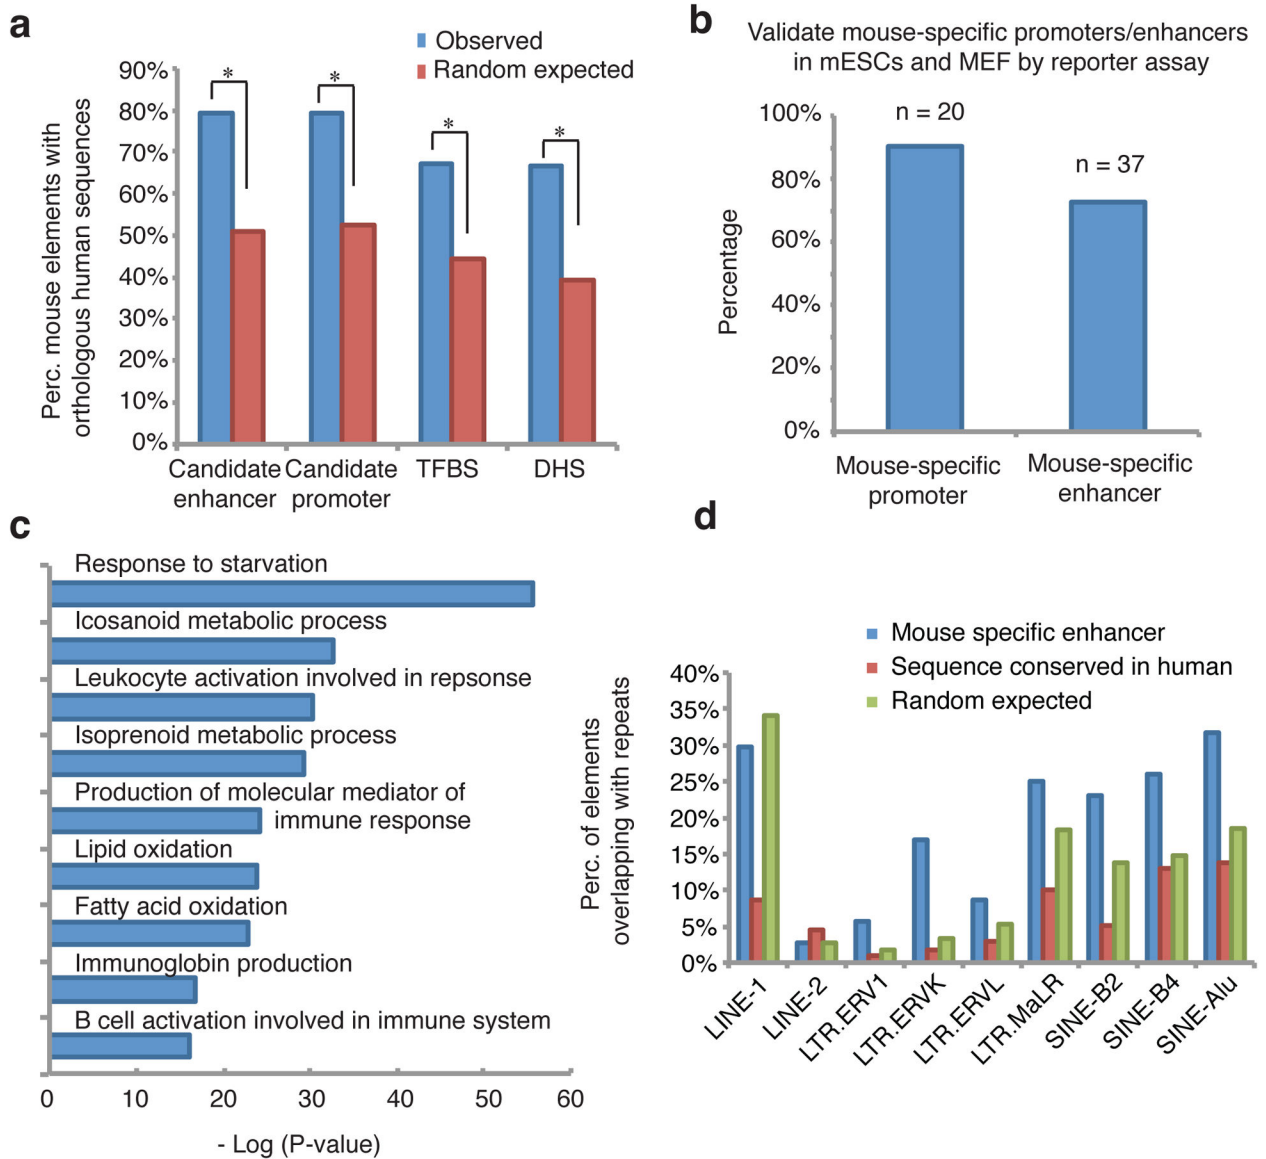 a
Observed
Random expected
Perc. mouse elements with
orthologous human sequences
90%
80%
70%
60%
50%
40%
30%
20%
10%
0%
*
*
*
*
Candidate
enhancer
Candidate
promoter
TFBS
DHS
b
Validate mouse-specific promoters/enhancers
in mESCs and MEF by reporter assay
Percentage
100%
80%
60%
40%
20%
0%
n = 20
n = 37
Mouse-specific
promoter
Mouse-specific
enhancer
c
Response to starvation
Icosanoid metabolic process
Leukocyte activation involved in repsonse
Isoprenoid metabolic process
Production of molecular mediator of
immune response
Lipid oxidation
Fatty acid oxidation
Immunoglobin production
B cell activation involved in immune system
0 10 20 30 40 50 60
- Log (P-value)
d
Mouse specific enhancer
Sequence conserved in human
Random expected
Perc. of elements
overlapping with repeats
40%
35%
30%
25%
20%
15%
10%
5%
0%
LINE-1
LINE-2
LTR.ERV1
LTR.ERVK
LTR.ERVL
LTR.MaLR
SINE-B2
SINE-B4
SINE-Alu